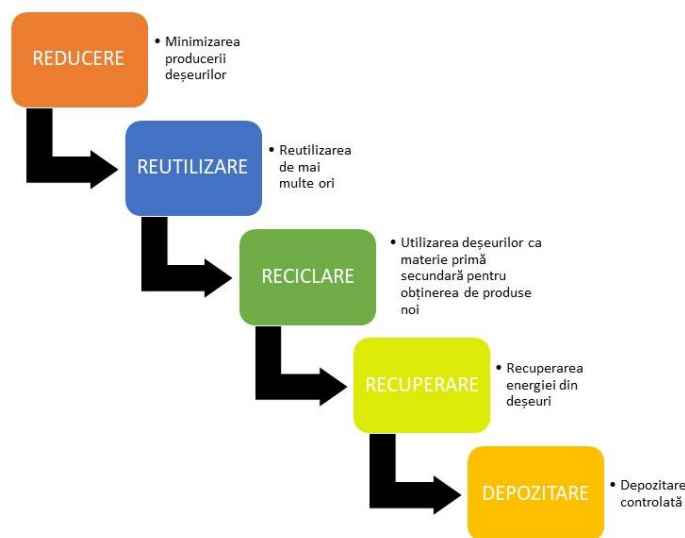 REDUCERE
• Minimizarea
producerii
deșeurilor
REUTILIZARE
• Reutilizarea
de mai
multe ori
RECICLARE
• Utilizarea deșeurilor ca
materie primă
secundară pentru
obținerea de produse
noi
RECUPERARE
• Recuperarea
energiei din
deșeuri
DEPOZITARE
• Depozitare
controlată